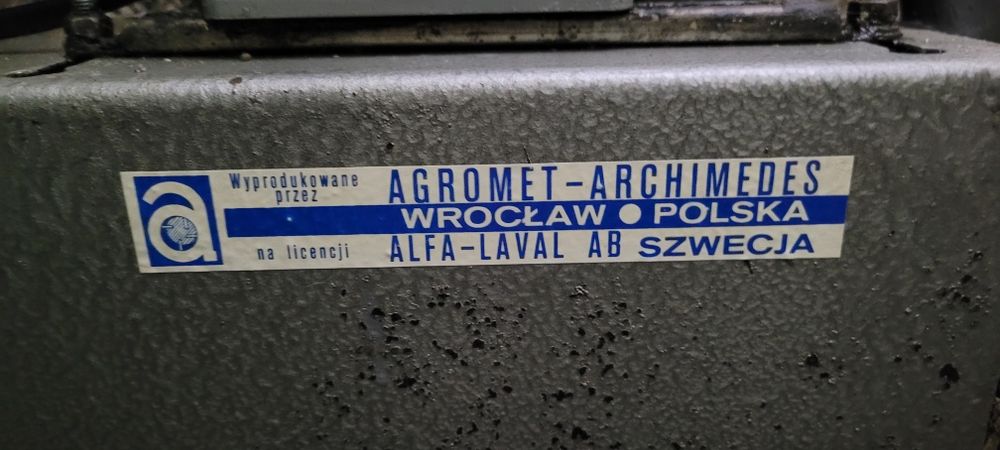 a
Wyprodukowane
przez
AGROMET-ARCHIMEDES
WROCŁAW ● POLSKA
na licencji
ALFA-LAVAL AB SZWECJA